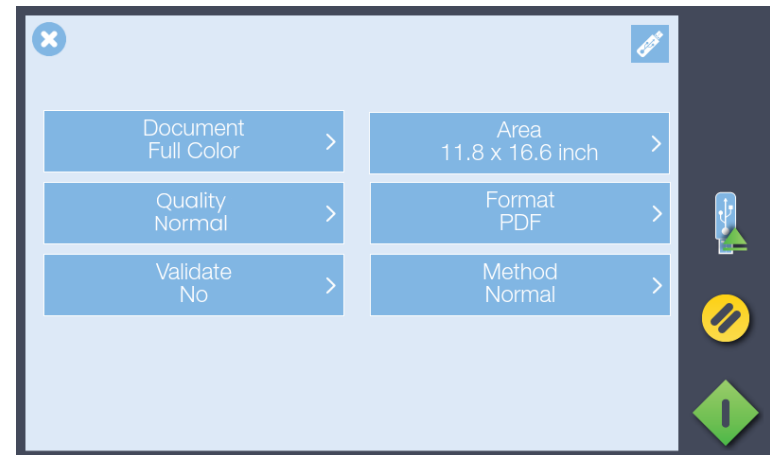 Document
Full Color
Area
11.8 x 16.6 inch
Quality
Normal
Format
PDF
Validate
No
Method
Normal